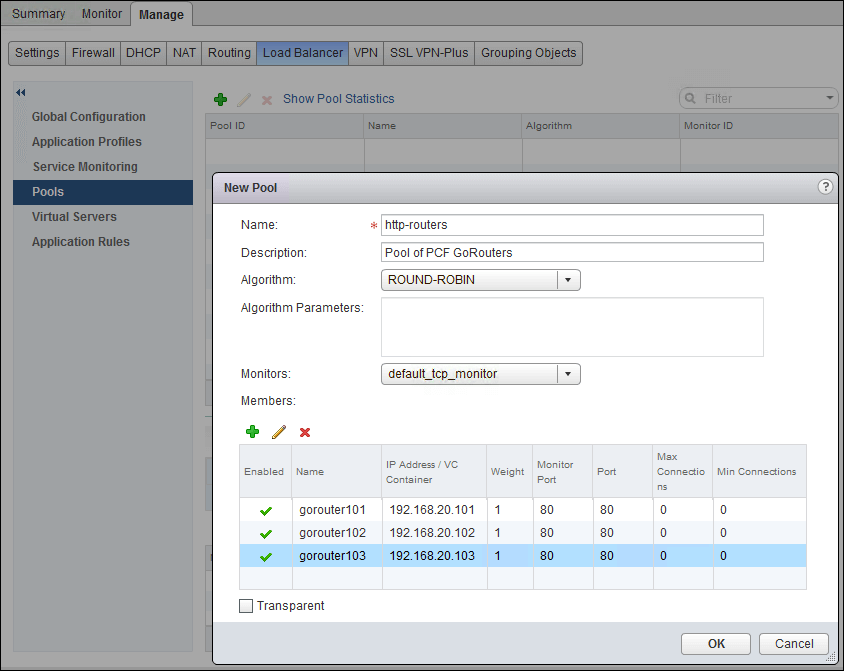 Summary Monitor Manage
Settings Firewall DHCP NAT Routing Load Balancer VPN SSL VPN-Plus Grouping Objects
Global Configuration
Application Profiles
Service Monitoring
Pools
Virtual Servers
Application Rules
Show Pool Statistics Filter
Pool ID Name Algorithm Monitor ID
New Pool ?
Name: * http-routers
Description: Pool of PCF GoRouters
Algorithm: ROUND-ROBIN
Algorithm Parameters:
Monitors: default_tcp_monitor
Members:
Enabled Name IP Address / VC Container Weight Monitor Port Port Max Connectio ns Min Connections
gorouter101 192.168.20.101 1 80 80 0 0
gorouter102 192.168.20.102 1 80 80 0 0
gorouter103 192.168.20.103 1 80 80 0 0
Transparent
OK Cancel